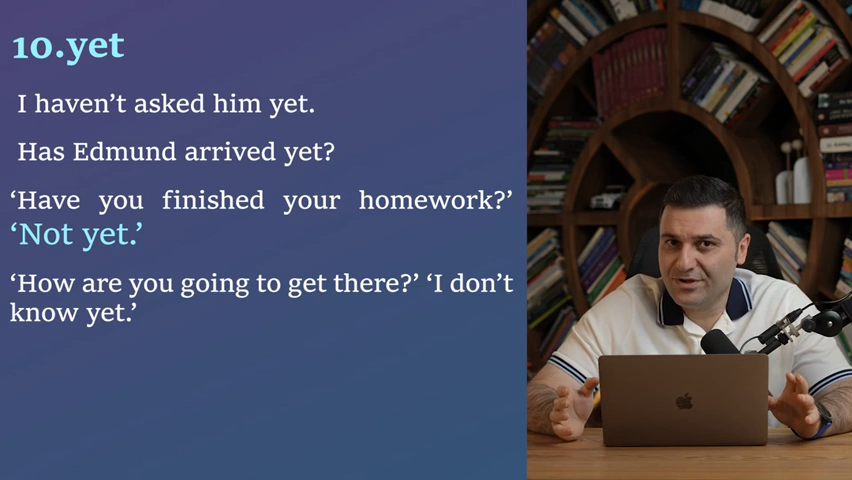 10.yet
I haven’t asked him yet.
Has Edmund arrived yet?
‘Have you finished your homework?’
‘Not yet.’
‘How are you going to get there?’ ‘I don’t
know yet.’